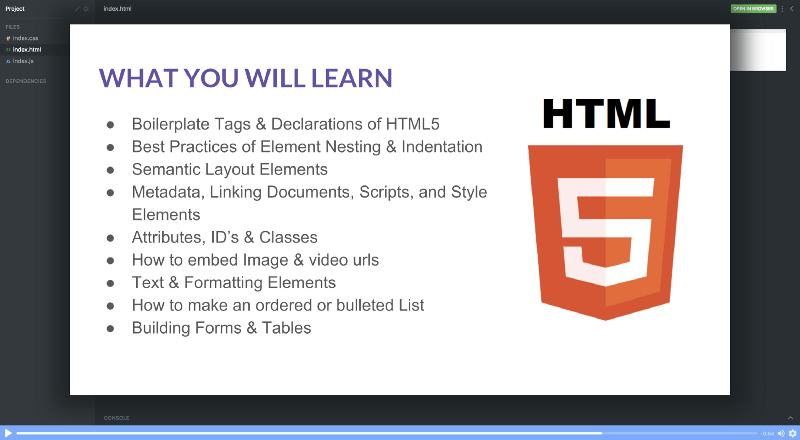 Project
index.html
OPEN IN BROWSER
FILES
index.css
index.html
index.js
DEPENDENCIES
WHAT YOU WILL LEARN
● Boilerplate Tags & Declarations of HTML5
● Best Practices of Element Nesting & Indentation
● Semantic Layout Elements
● Metadata, Linking Documents, Scripts, and Style
Elements
● Attributes, ID's & Classes
● How to embed Image & video urls
● Text & Formatting Elements
● How to make an ordered or bulleted List
● Building Forms & Tables
HTML
5
CONSOLE